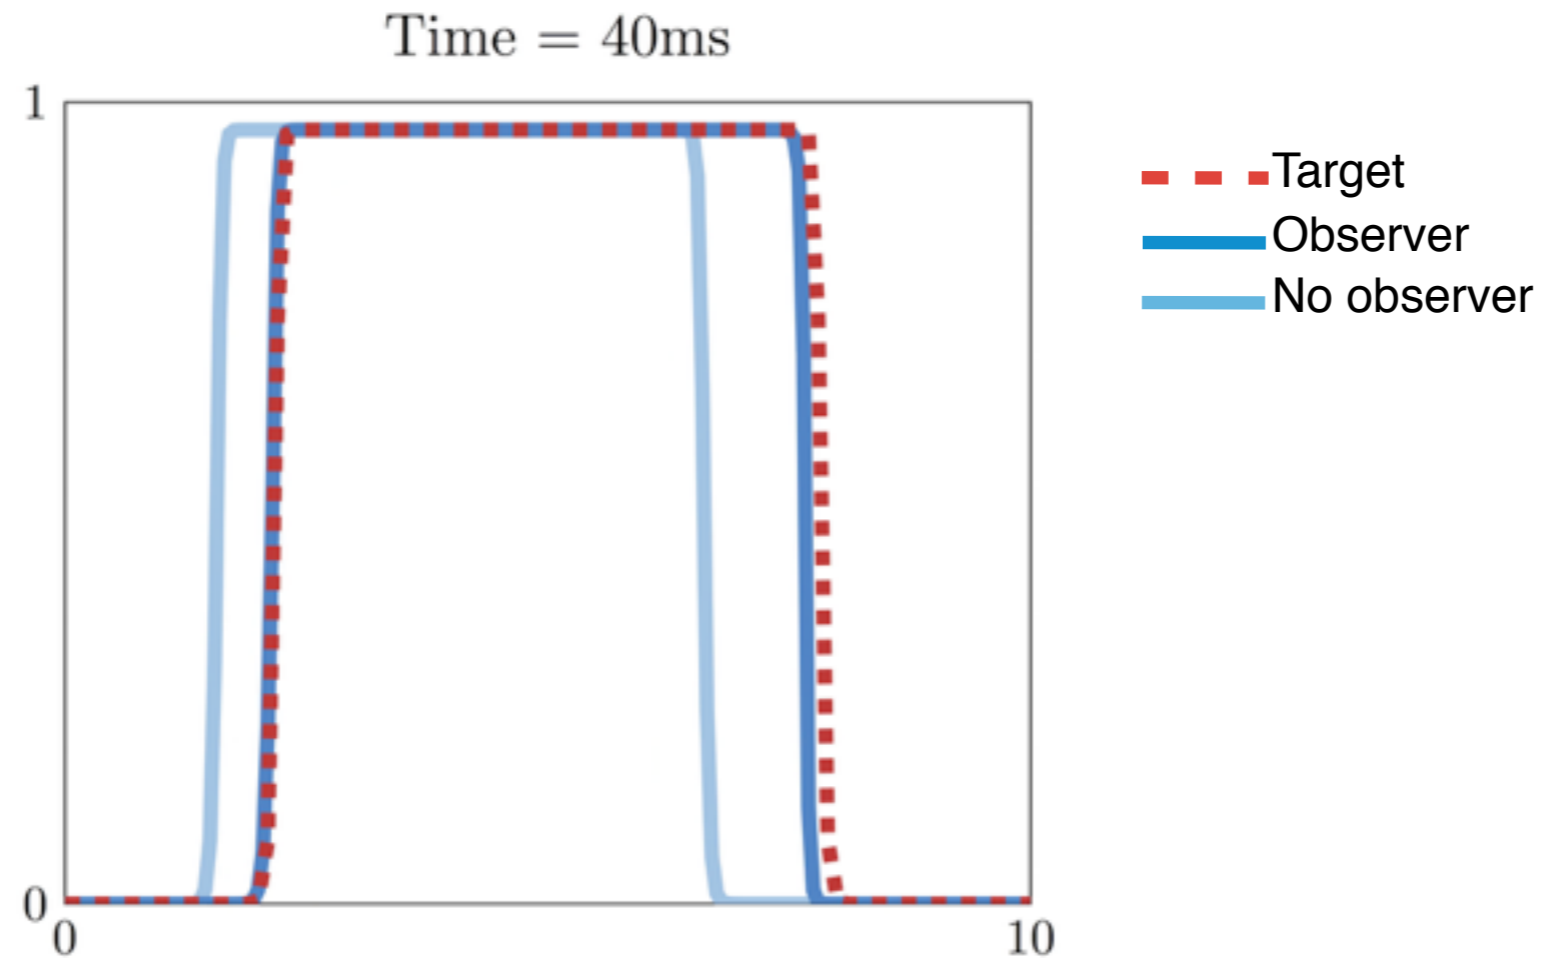 Time = 40ms
1
0
0
10
Target
Observer
No observer